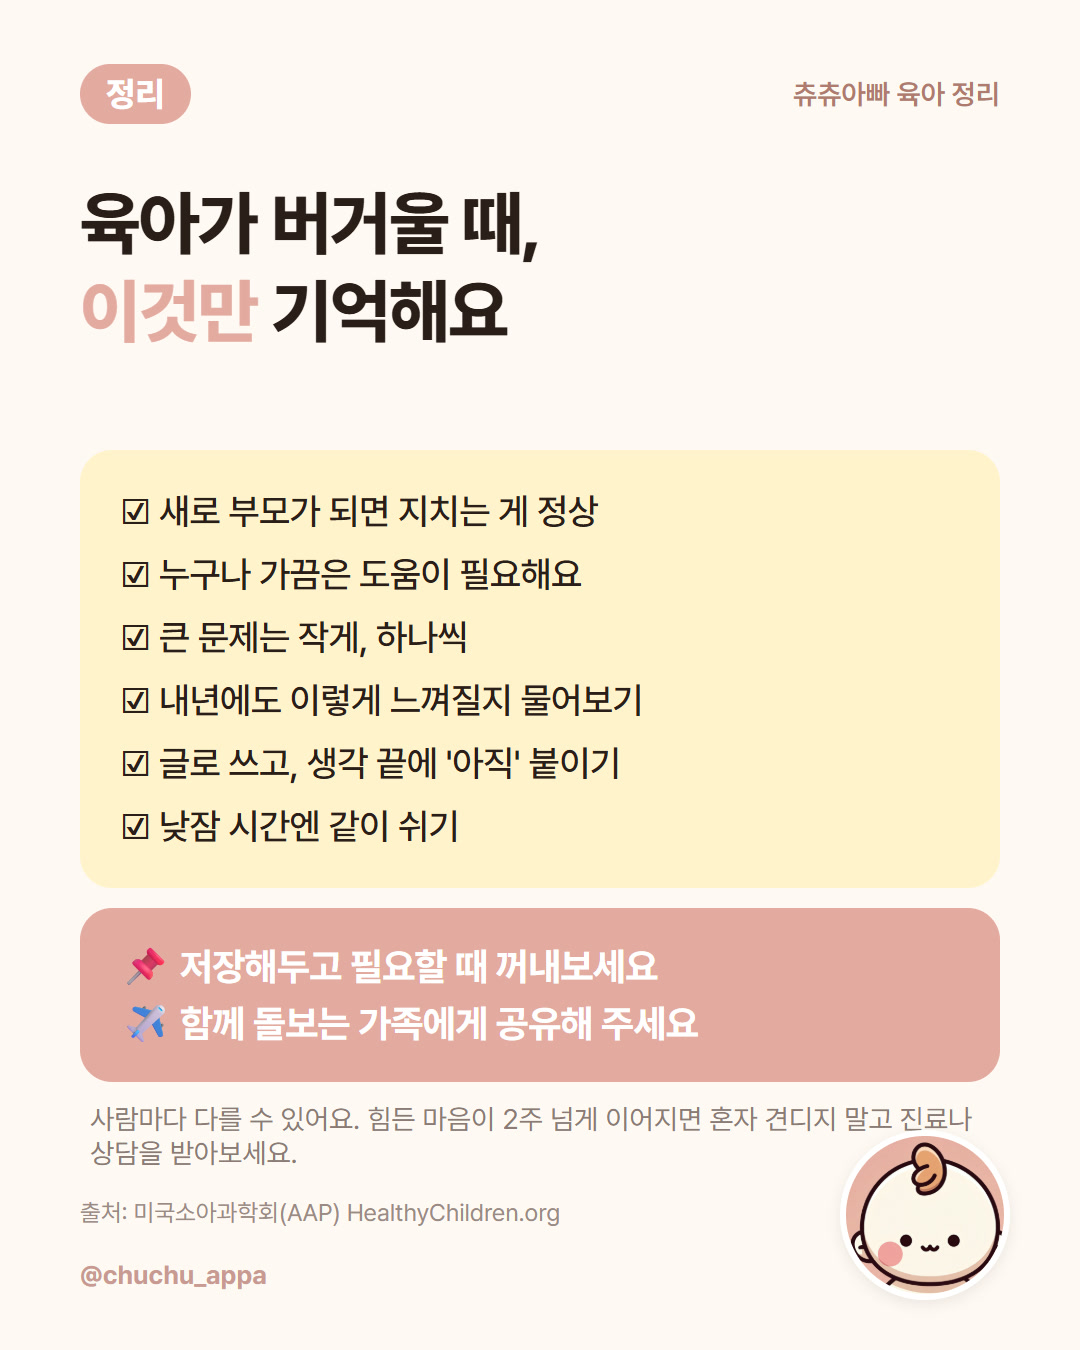 정리
츄츄아빠 육아 정리
육아가 버거울 때,
이것만 기억해요
☑ 새로 부모가 되면 지치는 게 정상
☑ 누구나 가끔은 도움이 필요해요
☑ 큰 문제는 작게, 하나씩
☑ 내년에도 이렇게 느껴질지 물어보기
☑ 글로 쓰고, 생각 끝에 '아직' 붙이기
☑ 낮잠 시간엔 같이 쉬기
📌 저장해두고 필요할 때 꺼내보세요
✈️ 함께 돌보는 가족에게 공유해 주세요
사람마다 다를 수 있어요. 힘든 마음이 2주 넘게 이어지면 혼자 견디지 말고 진료나
상담을 받아보세요.
출처: 미국소아과학회(AAP) HealthyChildren.org
@chuchu_appa